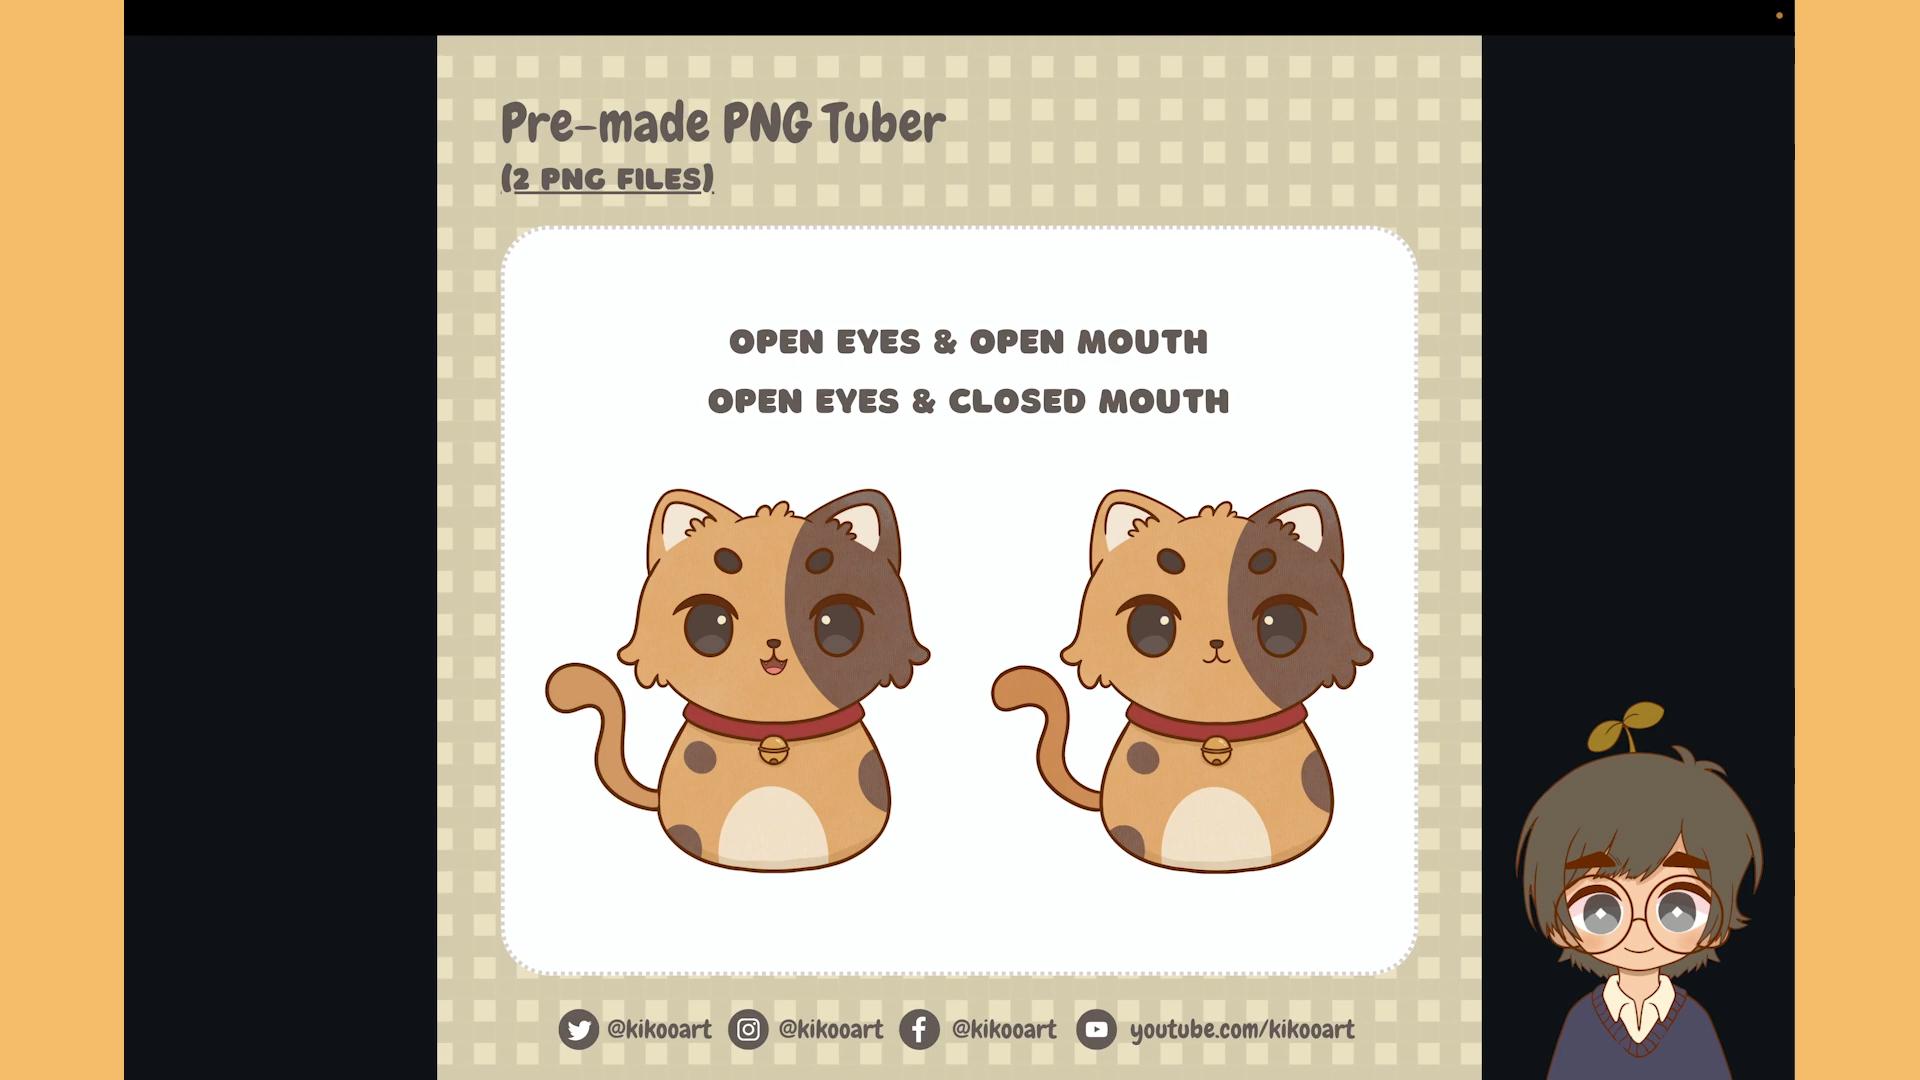 Pre-made PNG Tuber
(2 PNG FILES)
OPEN EYES & OPEN MOUTH
OPEN EYES & CLOSED MOUTH
@kikooart @kikooart @kikooart youtube.com/kikooart